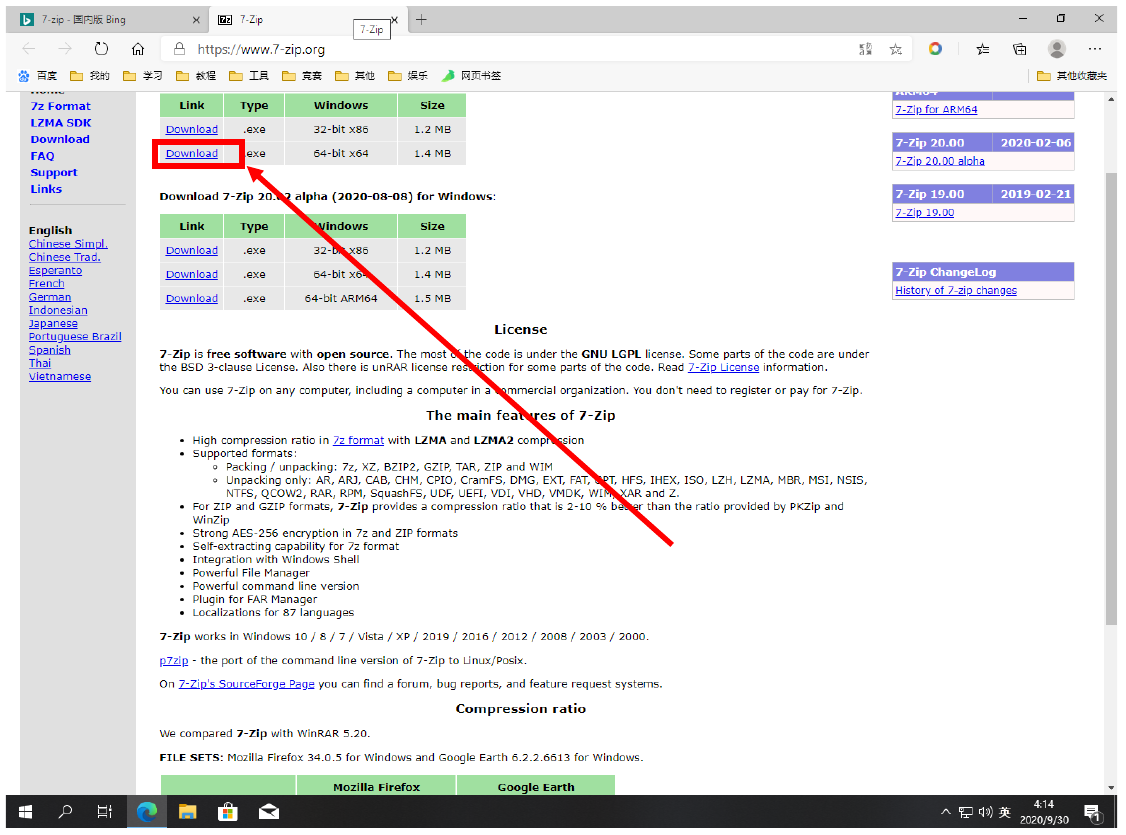 7-zip - 国内版 Bing
7-Zip
7-Zip
https://www.7-zip.org
百度 我的 学习 教程 工具 竞赛 其他 娱乐 网页书签 其他收藏夹
Home
7z Format
LZMA SDK
Download
FAQ
Support
Links
English
Chinese Simpl.
Chinese Trad.
Esperanto
French
German
Indonesian
Japanese
Portuguese Brazil
Spanish
Thai
Vietnamese
Link Type Windows Size
Download .exe 32-bit x86 1.2 MB
Download .exe 64-bit x64 1.4 MB
Download 7-Zip 20.02 alpha (2020-08-08) for Windows:
Link Type Windows Size
Download .exe 32-bit x86 1.2 MB
Download .exe 64-bit x64 1.4 MB
Download .exe 64-bit ARM64 1.5 MB
License
7-Zip is free software with open source. The most of the code is under the GNU LGPL license. Some parts of the code are under
the BSD 3-clause License. Also there is unRAR license restriction for some parts of the code. Read 7-Zip License information.
You can use 7-Zip on any computer, including a computer in a commercial organization. You don't need to register or pay for 7-Zip.
The main features of 7-Zip
High compression ratio in 7z format with LZMA and LZMA2 compression
Supported formats:
Packing / unpacking: 7z, XZ, BZIP2, GZIP, TAR, ZIP and WIM
Unpacking only: AR, ARJ, CAB, CHM, CPIO, CramFS, DMG, EXT, FAT, GPT, HFS, IHEX, ISO, LZH, LZMA, MBR, MSI, NSIS,
NTFS, QCOW2, RAR, RPM, SquashFS, UDF, UEFI, VDI, VHD, VMDK, WIM, XAR and Z.
For ZIP and GZIP formats, 7-Zip provides a compression ratio that is 2-10 % better than the ratio provided by PKZip and
WinZip
Strong AES-256 encryption in 7z and ZIP formats
Self-extracting capability for 7z format
Integration with Windows Shell
Powerful File Manager
Powerful command line version
Plugin for FAR Manager
Localizations for 87 languages
7-Zip works in Windows 10 / 8 / 7 / Vista / XP / 2019 / 2016 / 2012 / 2008 / 2003 / 2000.
p7zip - the port of the command line version of 7-Zip to Linux/Posix.
On 7-Zip's SourceForge Page you can find a forum, bug reports, and feature request systems.
Compression ratio
We compared 7-Zip with WinRAR 5.20.
FILE SETS: Mozilla Firefox 34.0.5 for Windows and Google Earth 6.2.2.6613 for Windows.
Mozilla Firefox Google Earth
ARM64
7-Zip for ARM64
7-Zip 20.00 2020-02-06
7-Zip 20.00 alpha
7-Zip 19.00 2019-02-21
7-Zip 19.00
7-Zip ChangeLog
History of 7-zip changes
英
4:14
2020/9/30
1